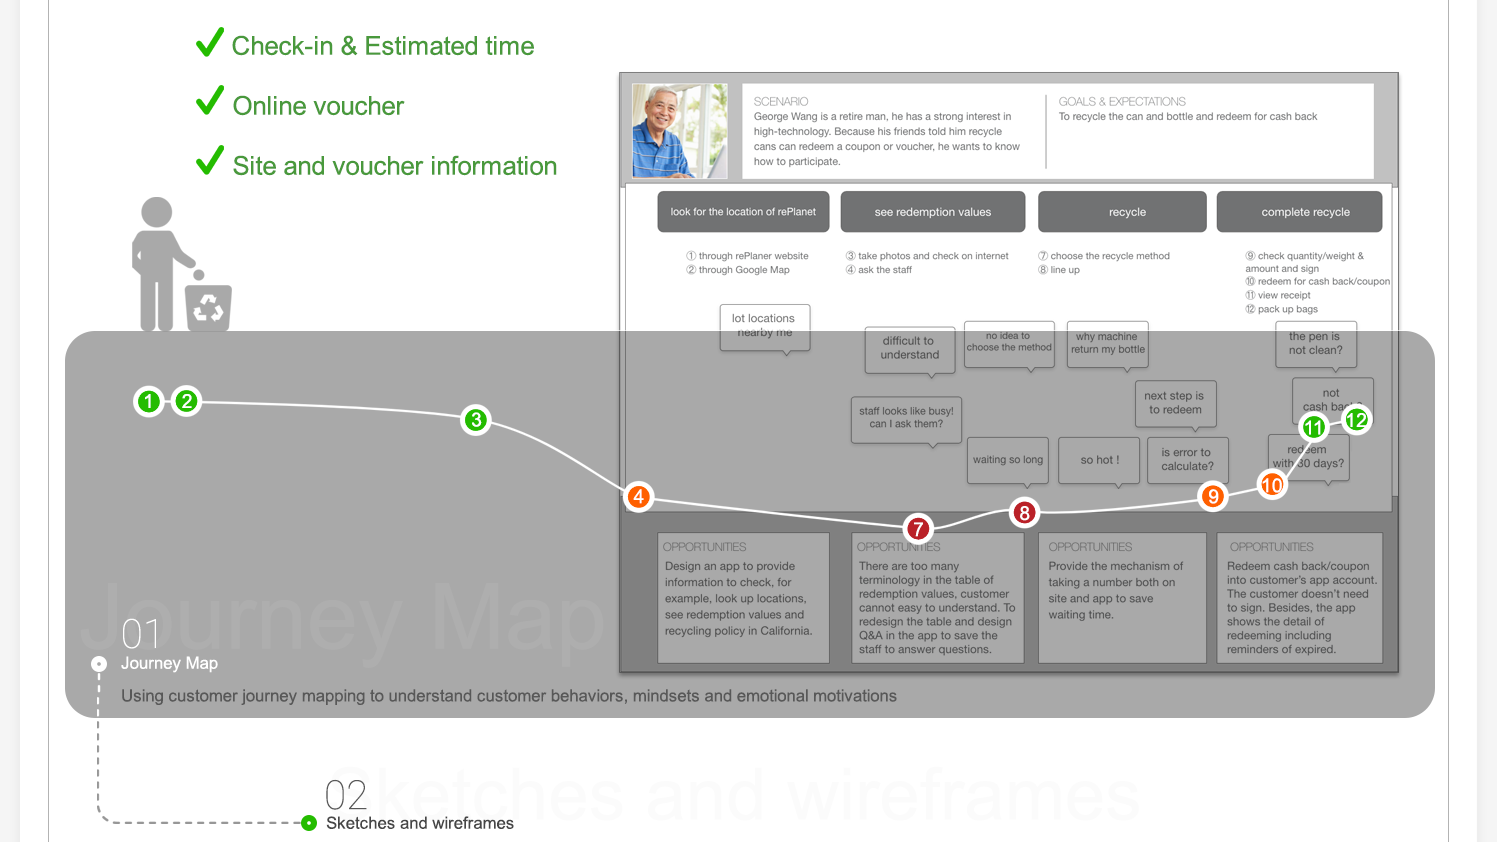 Check-in & Estimated time
Online voucher
Site and voucher information
SCENARIO
George Wang is a retire man, he has a strong interest in
high-technology. Because his friends told him recycle
cans can redeem a coupon or voucher, he wants to know
how to participate.
GOALS & EXPECTATIONS
To recycle the can and bottle and redeem for cash back
look for the location of rePlanet
see redemption values
recycle
complete recycle
① through rePlaner website
② through Google Map
③ take photos and check on internet
④ ask the staff
⑦ choose the recycle method
⑧ line up
⑨ check quantity/weight &
amount and sign
⑩ redeem for cash back/coupon
⑪ view receipt
⑫ pack up bags
lot locations
nearby me
difficult to
understand
no idea to
choose the method
why machine
return my bottle
the pen is
not clean?
staff looks like busy!
can I ask them?
next step is
to redeem
not
cash back?
waiting so long
so hot !
is error to
calculate?
redeem
with 30 days?
1
2
3
4
7
8
9
10
11
12
OPPORTUNITIES
Design an app to provide
information to check, for
example, look up locations,
see redemption values and
recycling policy in California.
OPPORTUNITIES
There are too many
terminology in the table of
redemption values, customer
cannot easy to understand. To
redesign the table and design
Q&A in the app to save the
staff to answer questions.
OPPORTUNITIES
Provide the mechanism of
taking a number both on
site and app to save
waiting time.
OPPORTUNITIES
Redeem cash back/coupon
into customer's app account.
The customer doesn't need
to sign. Besides, the app
shows the detail of
redeeming including
reminders of expired.
Journey Map
01
Journey Map
Using customer journey mapping to understand customer behaviors, mindsets and emotional motivations
Sketches and wireframes
02
Sketches and wireframes